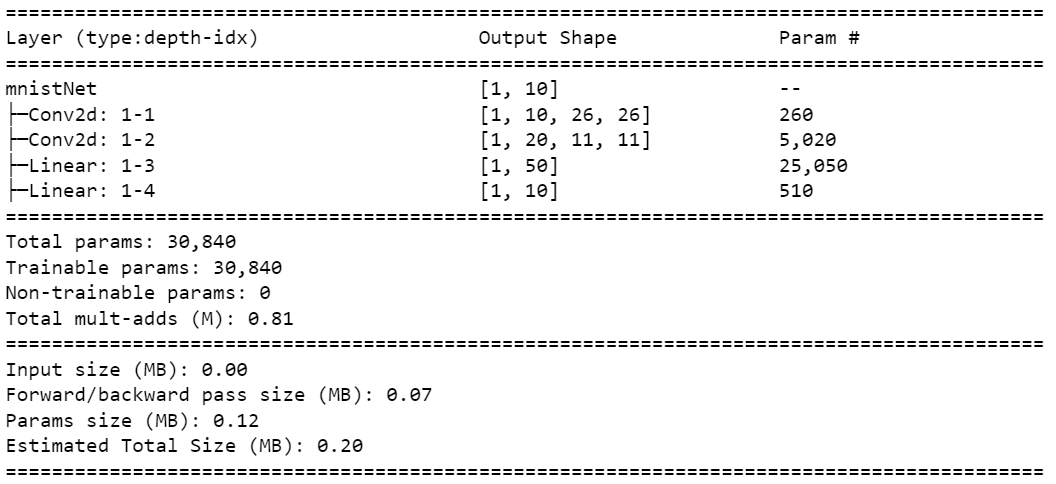 ==========================================================================================
Layer (type:depth-idx)                   Output Shape              Param #
==========================================================================================
mnistNet                                 [1, 10]                   --
├─Conv2d: 1-1                            [1, 10, 26, 26]           260
├─Conv2d: 1-2                            [1, 20, 11, 11]           5,020
├─Linear: 1-3                            [1, 50]                   25,050
├─Linear: 1-4                            [1, 10]                   510
==========================================================================================
Total params: 30,840
Trainable params: 30,840
Non-trainable params: 0
Total mult-adds (M): 0.81
==========================================================================================
Input size (MB): 0.00
Forward/backward pass size (MB): 0.07
Params size (MB): 0.12
Estimated Total Size (MB): 0.20
==========================================================================================